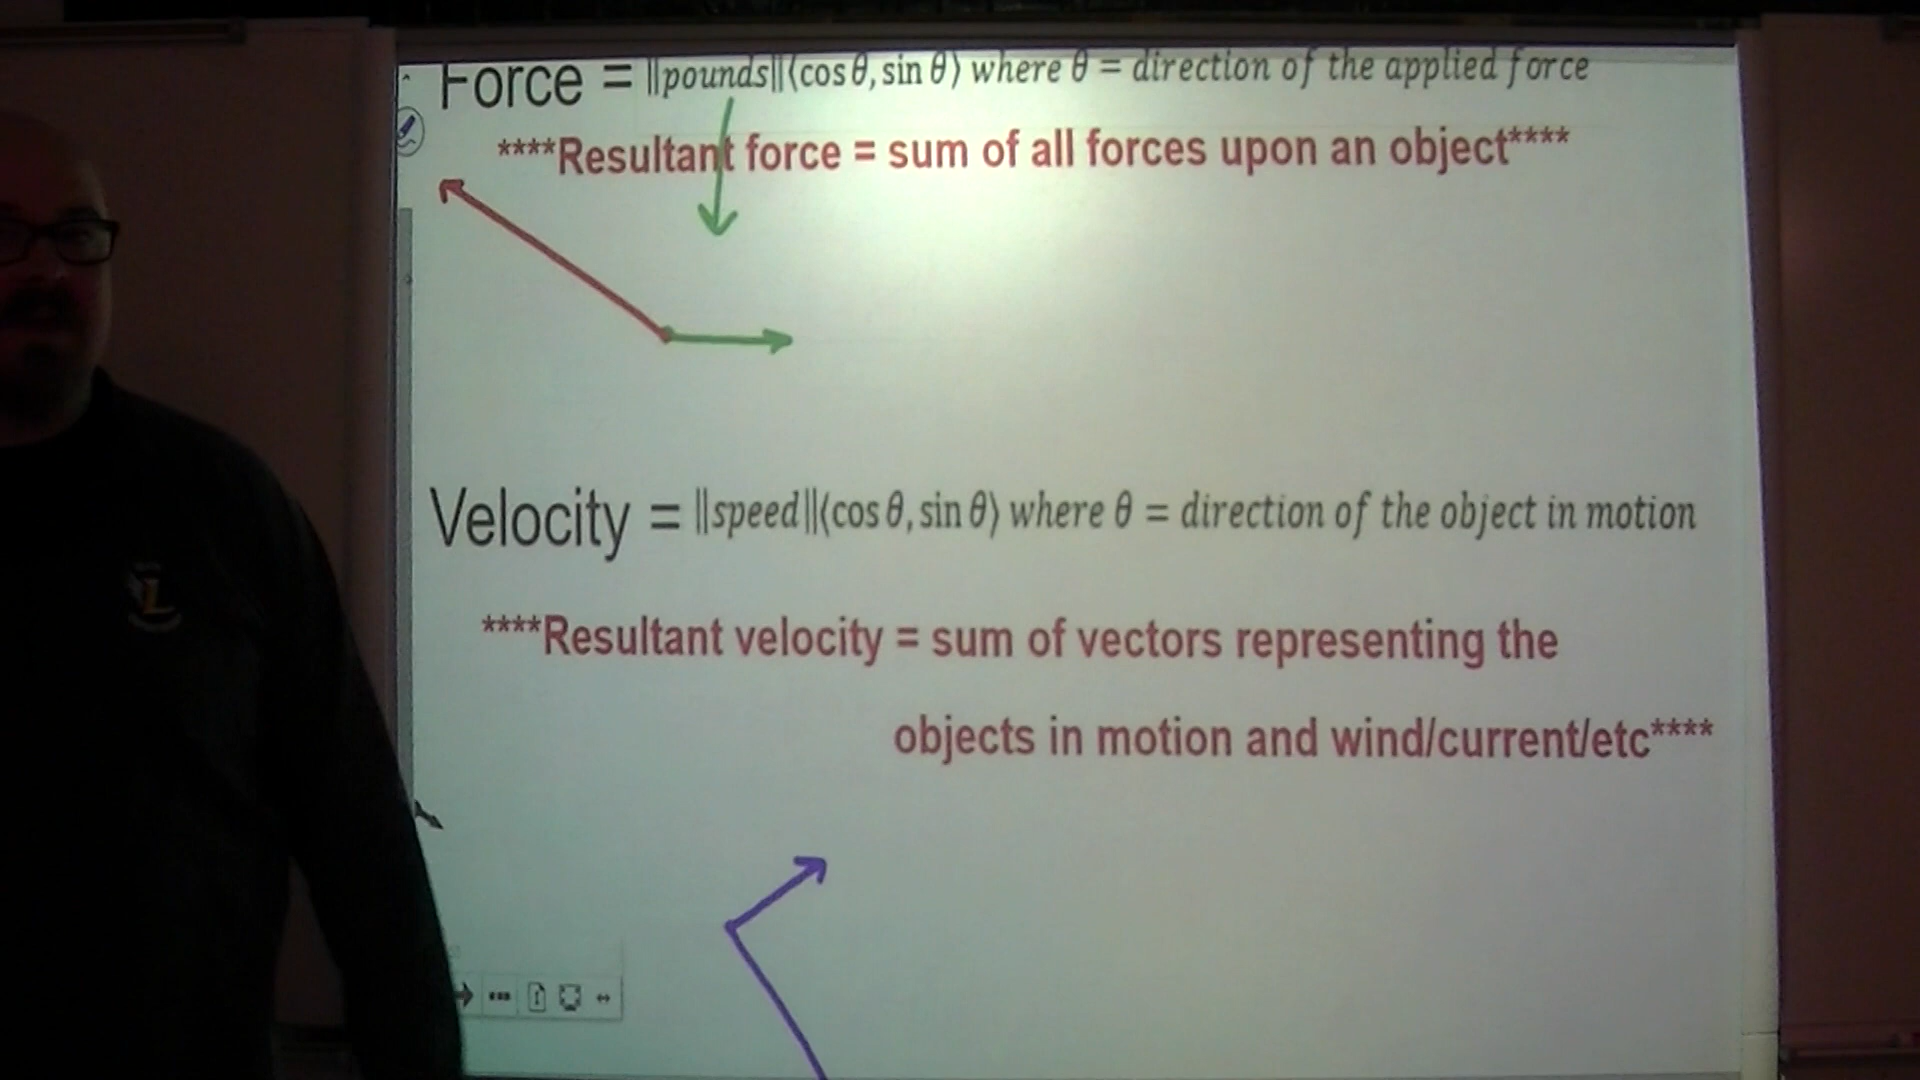 Force = ‖pounds‖⟨cos θ, sin θ⟩ where θ = direction of the applied force
****Resultant force = sum of all forces upon an object****
Velocity = ‖speed‖⟨cos θ, sin θ⟩ where θ = direction of the object in motion
****Resultant velocity = sum of vectors representing the
objects in motion and wind/current/etc****
L